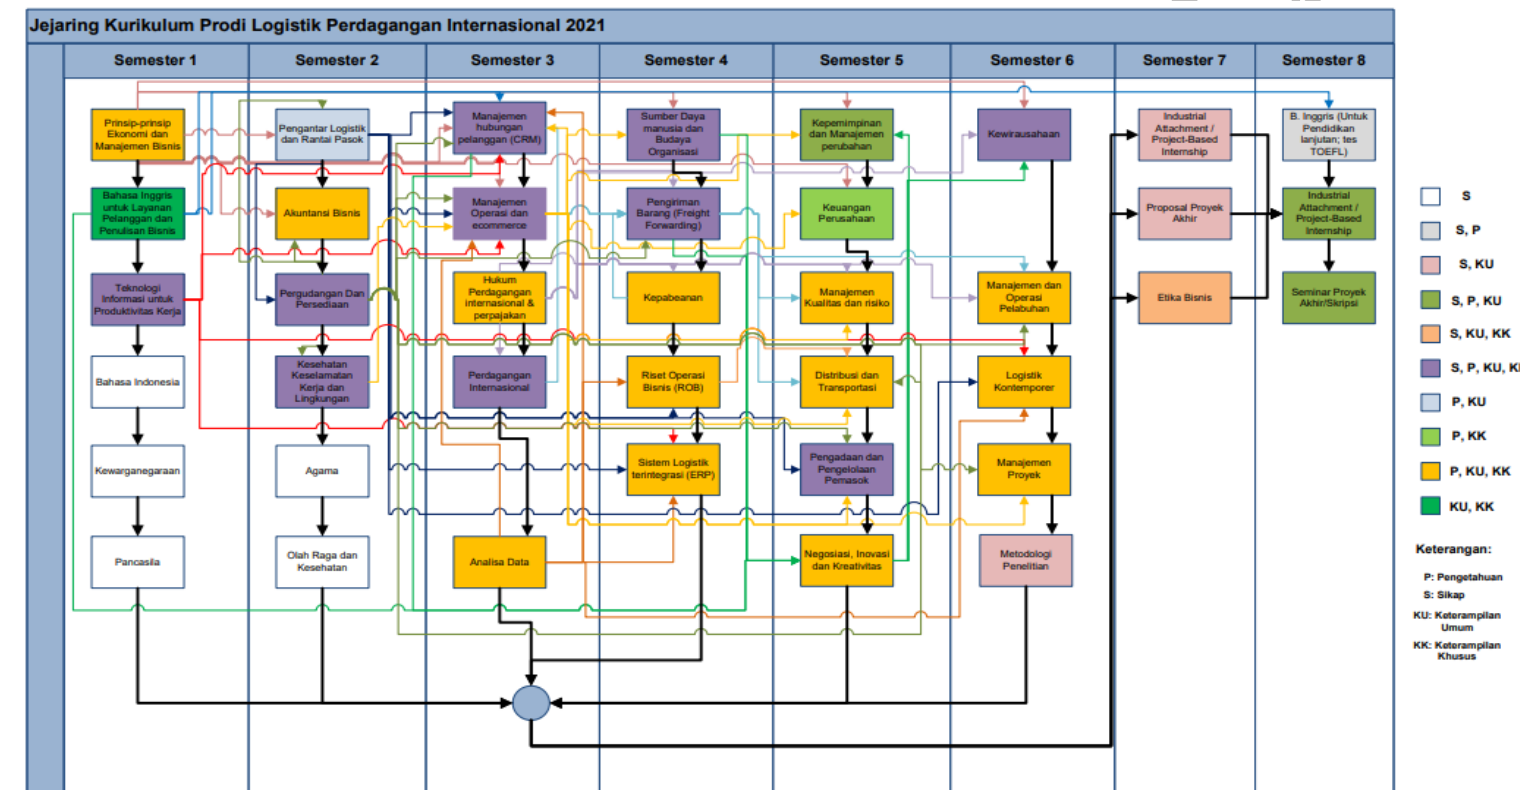 Jejaring Kurikulum Prodi Logistik Perdagangan Internasional 2021
Semester 1
Semester 2
Semester 3
Semester 4
Semester 5
Semester 6
Semester 7
Semester 8
Prinsip-prinsip
Ekonomi dan
Manajemen Bisnis
Bahasa Inggris
untuk Layanan
Pelanggan dan
Penulisan Bisnis
Teknologi
Informasi untuk
Produktivitas Kerja
Bahasa Indonesia
Kewarganegaraan
Pancasila
Pengantar Logistik
dan Rantai Pasok
Akuntansi Bisnis
Pergudangan Dan
Persediaan
Kesehatan
Keselamatan
Kerja dan
Lingkungan
Agama
Olah Raga dan
Kesehatan
Manajemen
hubungan
pelanggan (CRM)
Manajemen
Operasi dan
ecommerce
Hukum
Perdagangan
internasional &
perpajakan
Perdagangan
Internasional
Analisa Data
Sumber Daya
manusia dan
Budaya
Organisasi
Pengiriman
Barang (Freight
Forwarding)
Kepabeanan
Riset Operasi
Bisnis (ROB)
Sistem Logistik
terintegrasi (ERP)
Kepemimpinan
dan Manajemen
perubahan
Keuangan
Perusahaan
Manajemen
Kualitas dan risiko
Distribusi dan
Transportasi
Pengadaan dan
Pengelolaan
Pemasok
Negosiasi, Inovasi
dan Kreativitas
Kewirausahaan
Manajemen dan
Operasi
Pelabuhan
Logistik
Kontemporer
Manajemen
Proyek
Metodologi
Penelitian
Industrial
Attachment /
Project-Based
Internship
Proposal Proyek
Akhir
Etika Bisnis
B. Inggris (Untuk
Pendidikan
lanjutan; tes
TOEFL)
Industrial
Attachment /
Project-Based
Internship
Seminar Proyek
Akhir/Skripsi
S
S, P
S, KU
S, P, KU
S, KU, KK
S, P, KU,
P, KU
P, KK
P, KU, KK
KU, KK
Keterangan:
P: Pengetahuan
S: Sikap
KU: Keterampilan
Umum
KK: Keterampilan
Khusus